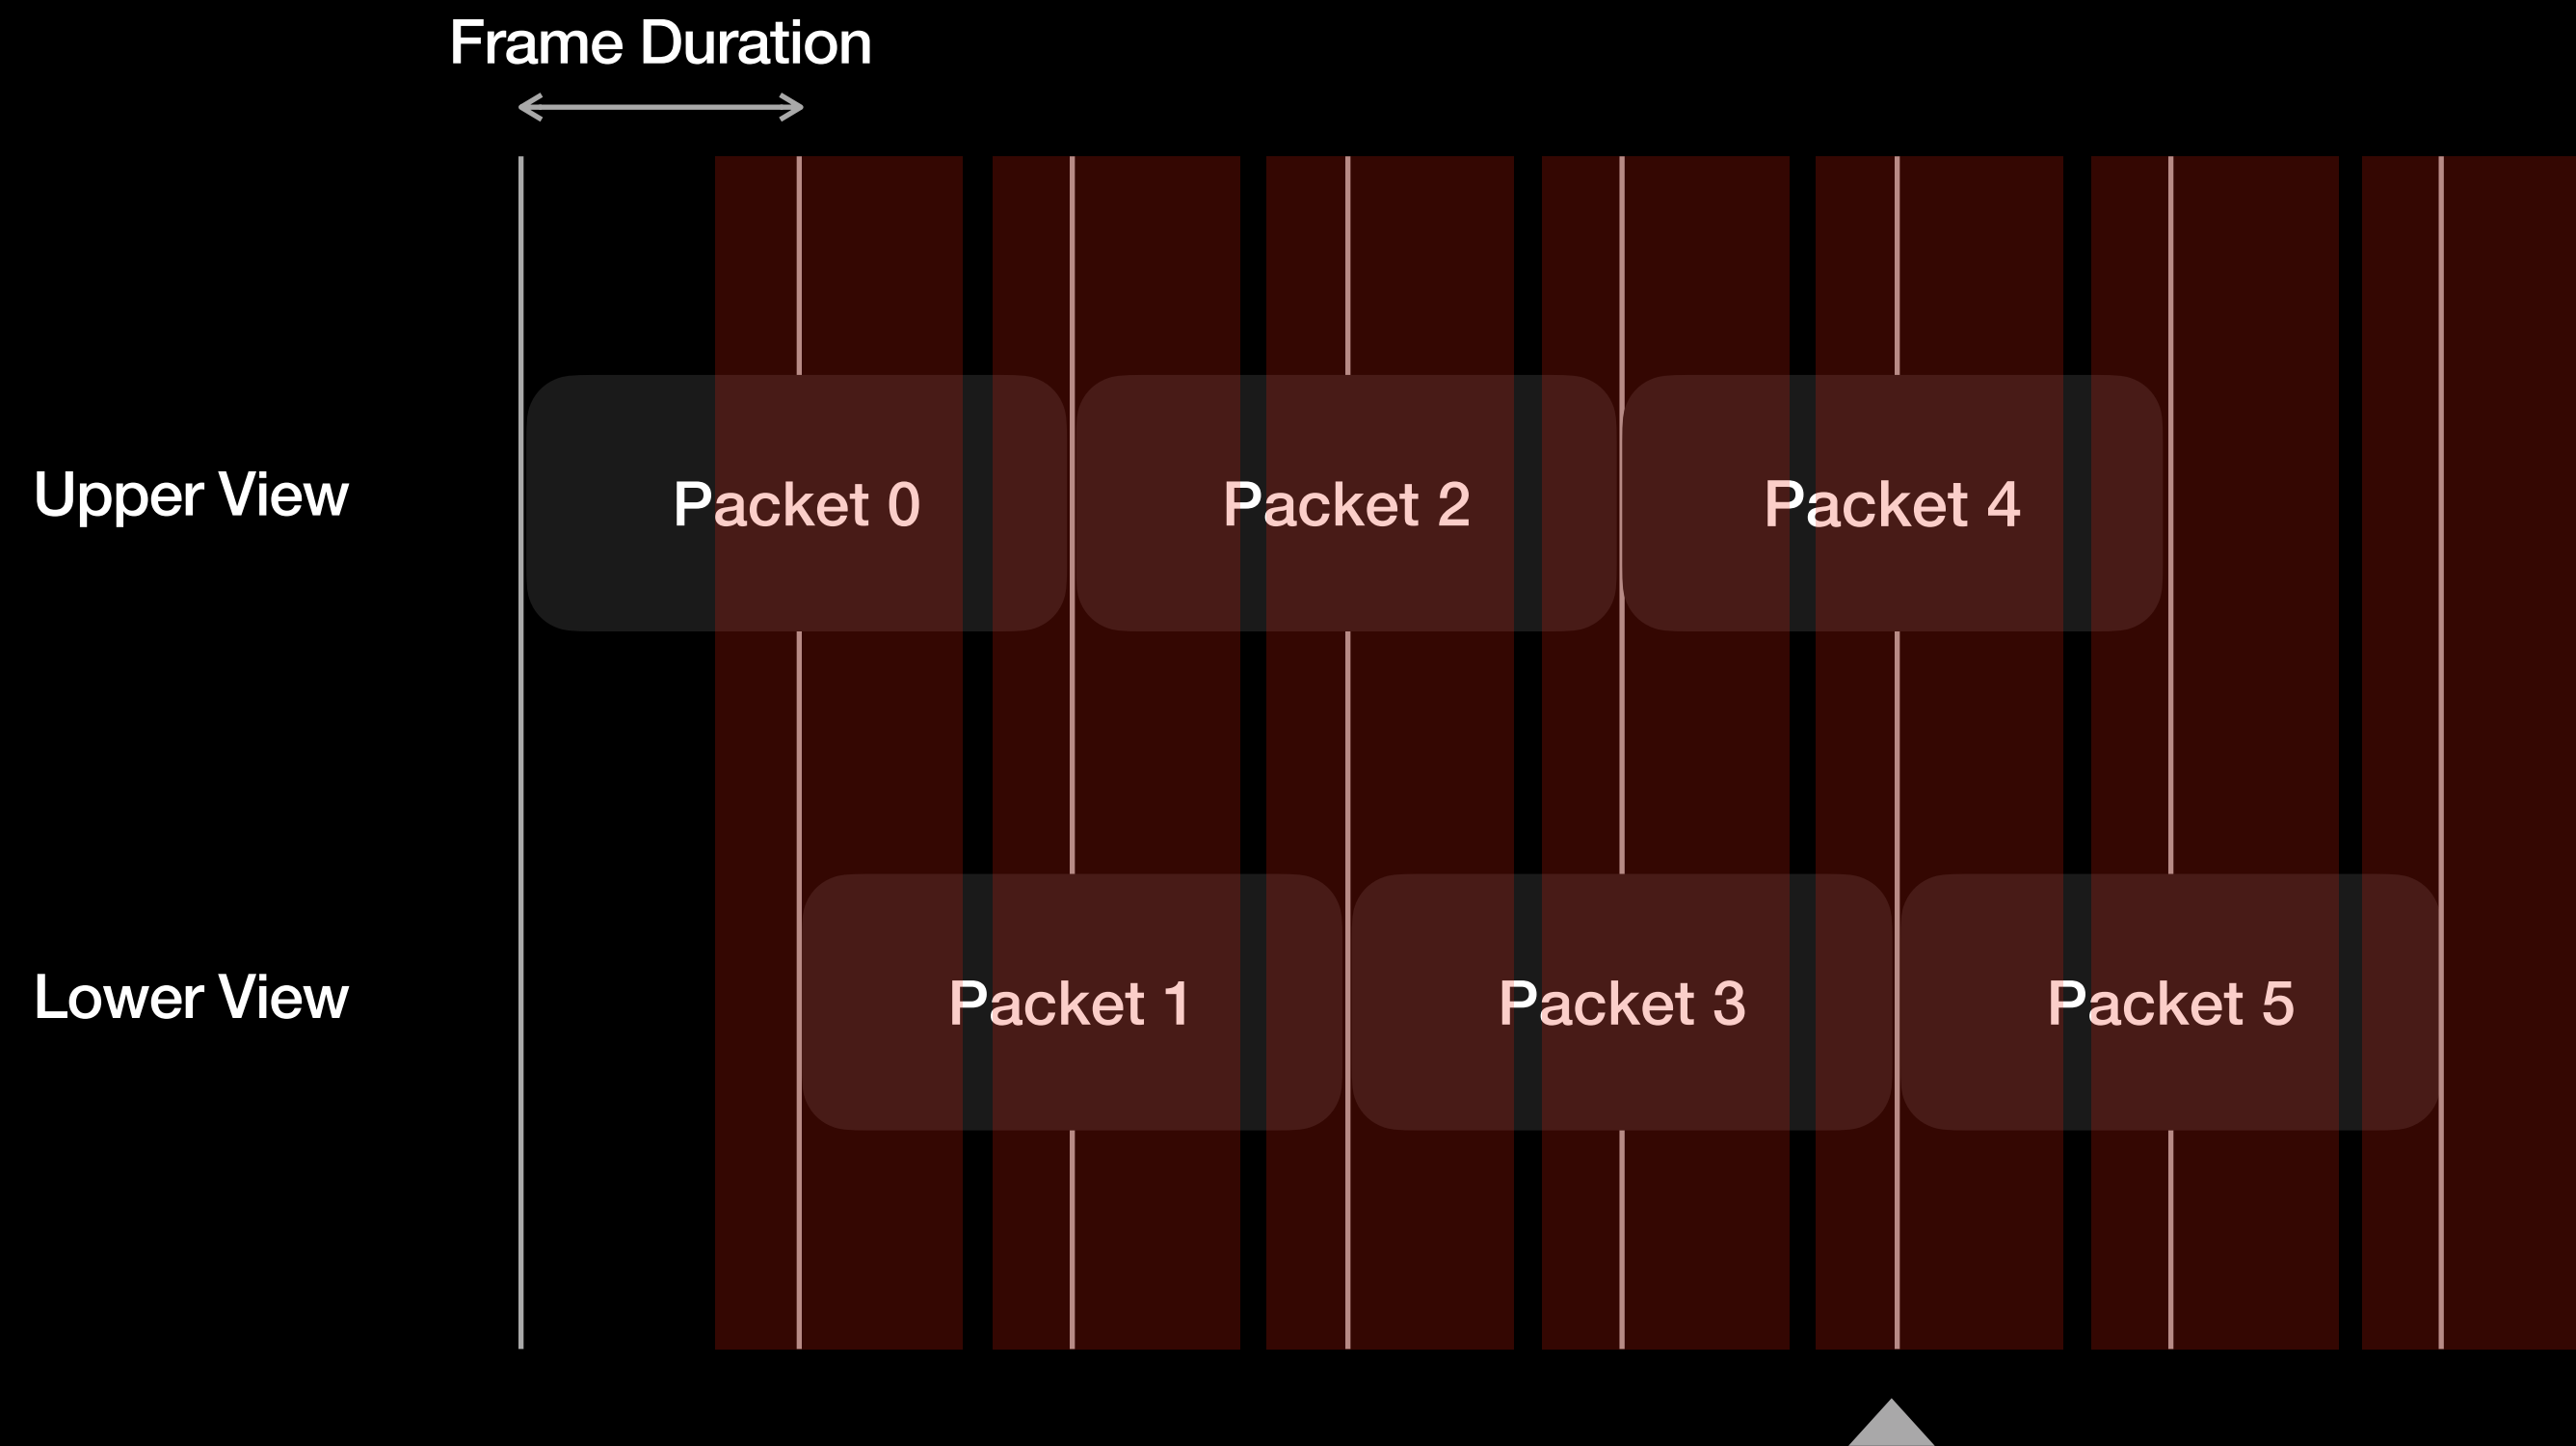 Frame Duration
Upper View
Packet 0
Packet 2
Packet 4
Lower View
Packet 1
Packet 3
Packet 5